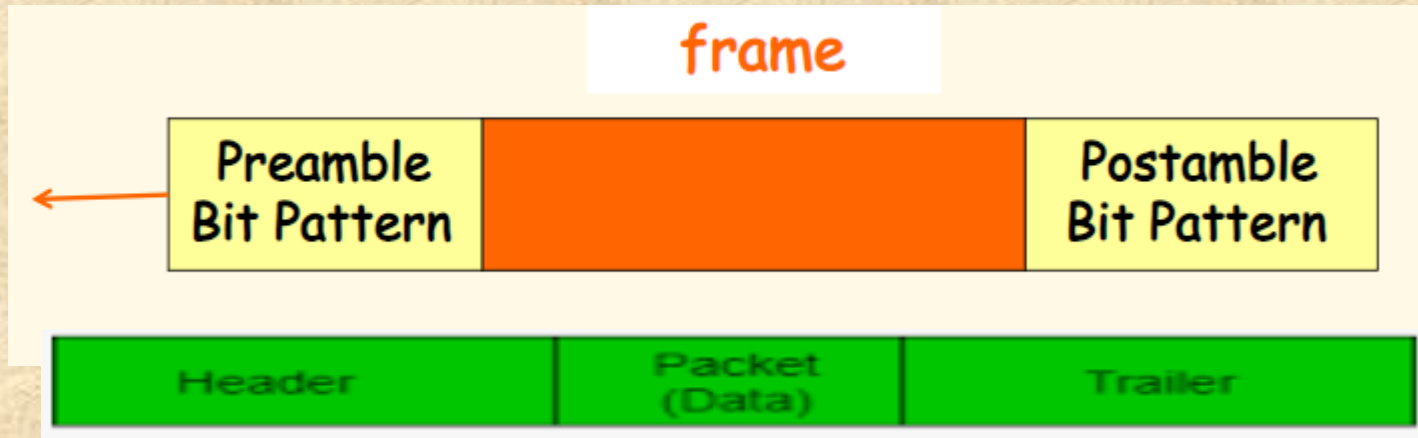 frame
Preamble
Bit Pattern
Postamble
Bit Pattern
Header
Packet
(Data)
Trailer